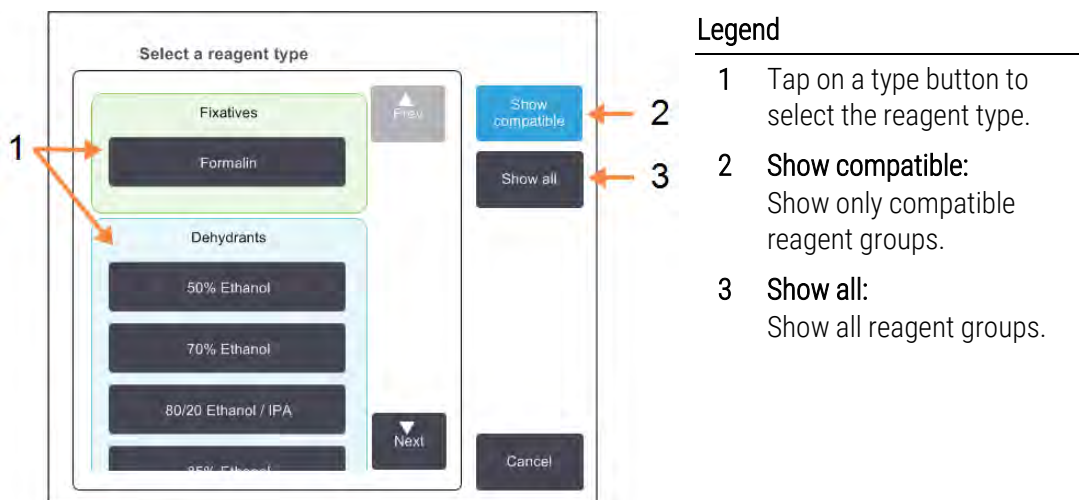 Select a reagent type
Fixatives
Formalin
Dehydrants
50% Ethanol
70% Ethanol
80/20 Ethanol / IPA
85% Ethanol
Prev
Next
Show
compatible
Show all
Cancel
1
2
3
Legend
1 Tap on a type button to
select the reagent type.
2 Show compatible:
Show only compatible
reagent groups.
3 Show all:
Show all reagent groups.